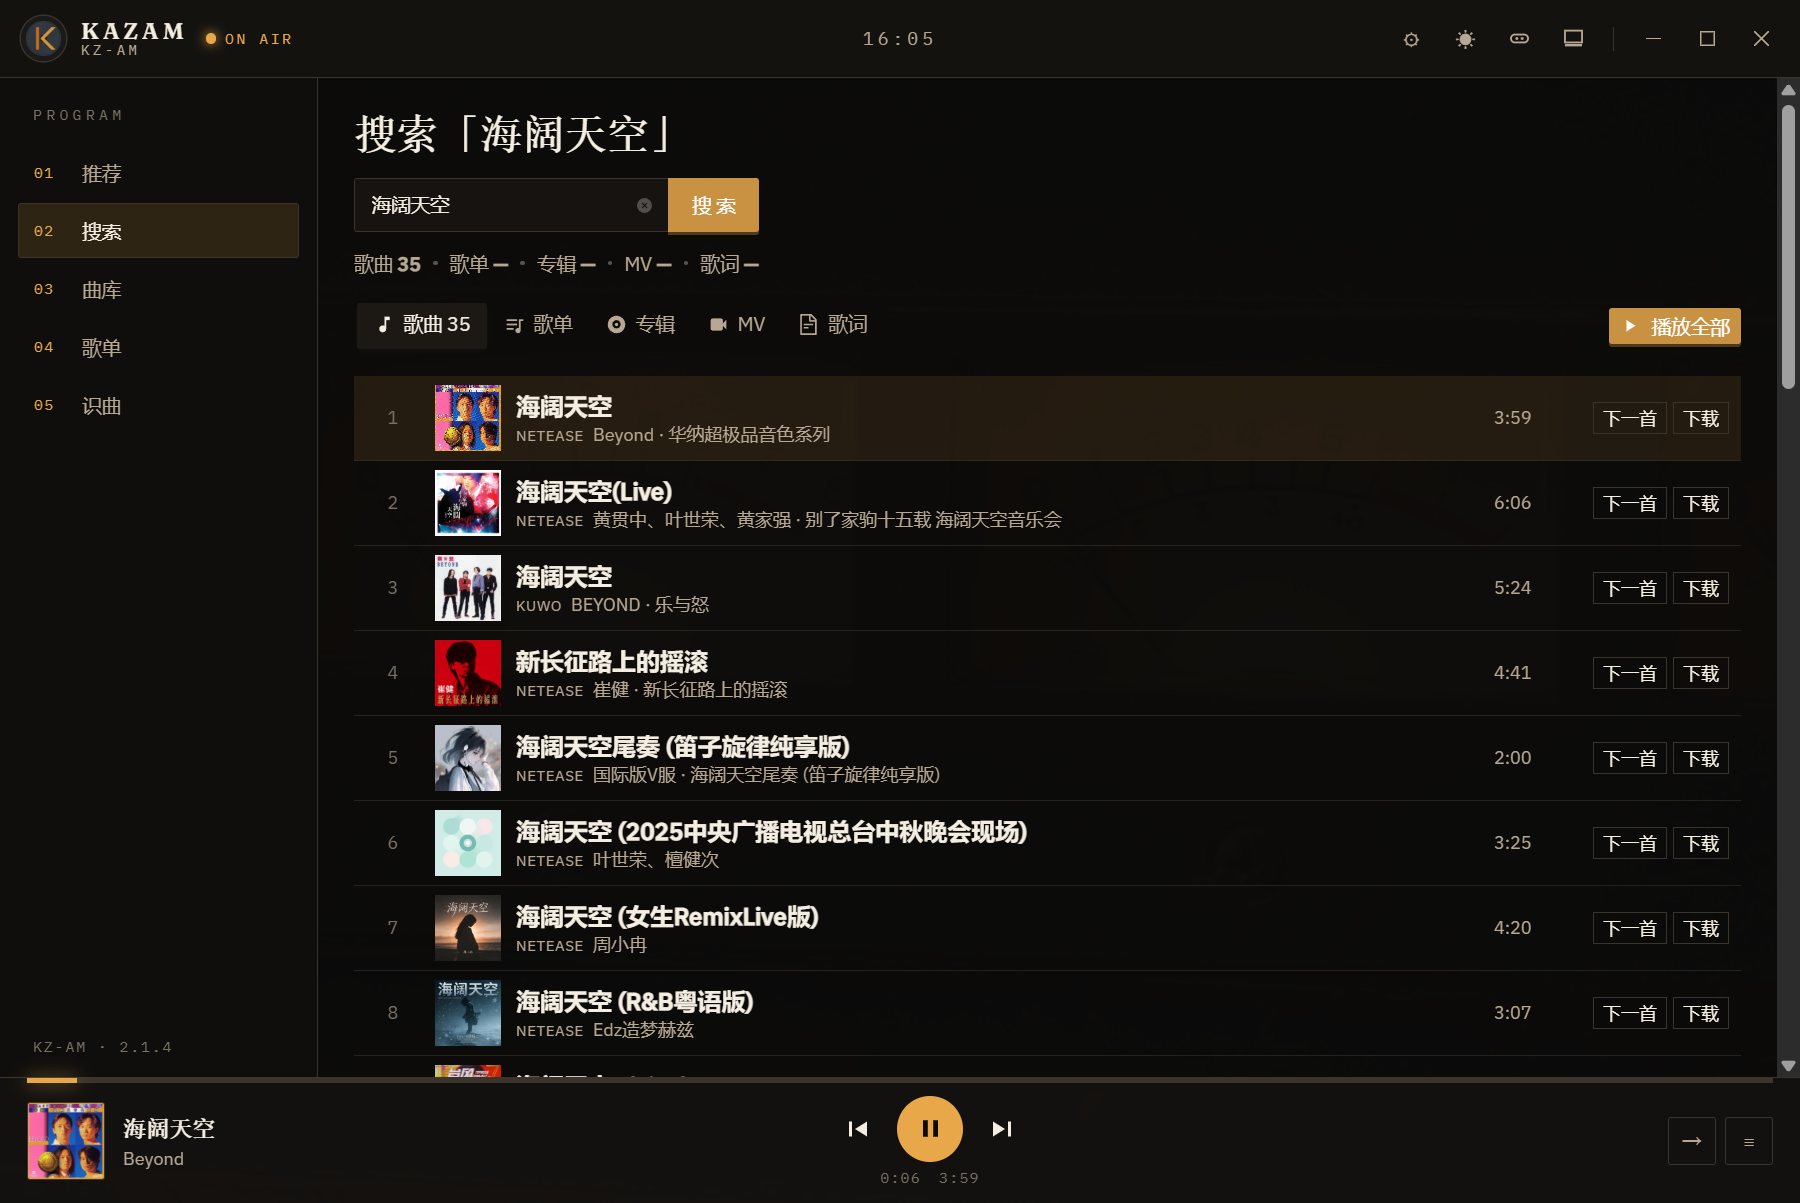 KAZAM
KZ-AM
ON AIR
16:05
PROGRAM
01 推荐
02 搜索
03 曲库
04 歌单
05 识曲
KZ-AM · 2.1.4
搜索「海阔天空」
海阔天空
搜索
歌曲 35 · 歌单 — · 专辑 — · MV — · 歌词 —
歌曲 35 歌单 专辑 MV 歌词
播放全部
1 海阔天空 3:59 下一首 下载
NETEASE Beyond · 华纳超极品音色系列
2 海阔天空(Live) 6:06 下一首 下载
NETEASE 黄贯中、叶世荣、黄家强 · 别了家驹十五载 海阔天空音乐会
3 海阔天空 5:24 下一首 下载
KUWO BEYOND · 乐与怒
4 新长征路上的摇滚 4:41 下一首 下载
NETEASE 崔健 · 新长征路上的摇滚
5 海阔天空尾奏 (笛子旋律纯享版) 2:00 下一首 下载
NETEASE 国际版V服 · 海阔天空尾奏 (笛子旋律纯享版)
6 海阔天空 (2025中央广播电视总台中秋晚会现场) 3:25 下一首 下载
NETEASE 叶世荣、檀健次
7 海阔天空 (女生RemixLive版) 4:20 下一首 下载
NETEASE 周小冉
8 海阔天空 (R&B粤语版) 3:07 下一首 下载
NETEASE Edz造梦赫兹
海阔天空
Beyond
0:06 3:59